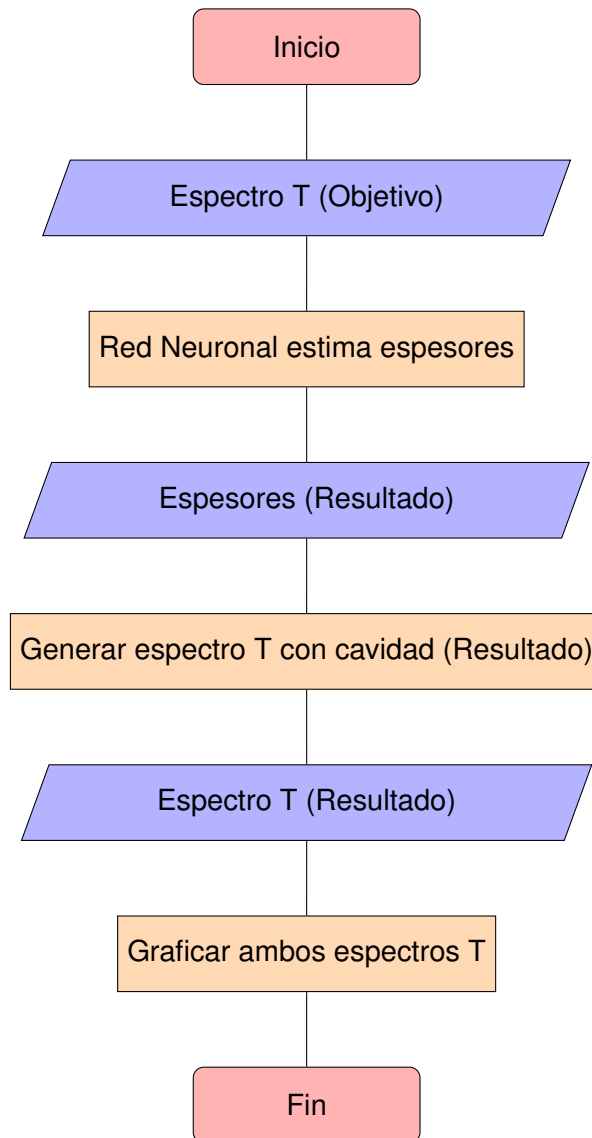 Inicio
Espectro T (Objetivo)
Red Neuronal estima espesores
Espesores (Resultado)
Generar espectro T con cavidad (Resultado)
Espectro T (Resultado)
Graficar ambos espectros T
Fin